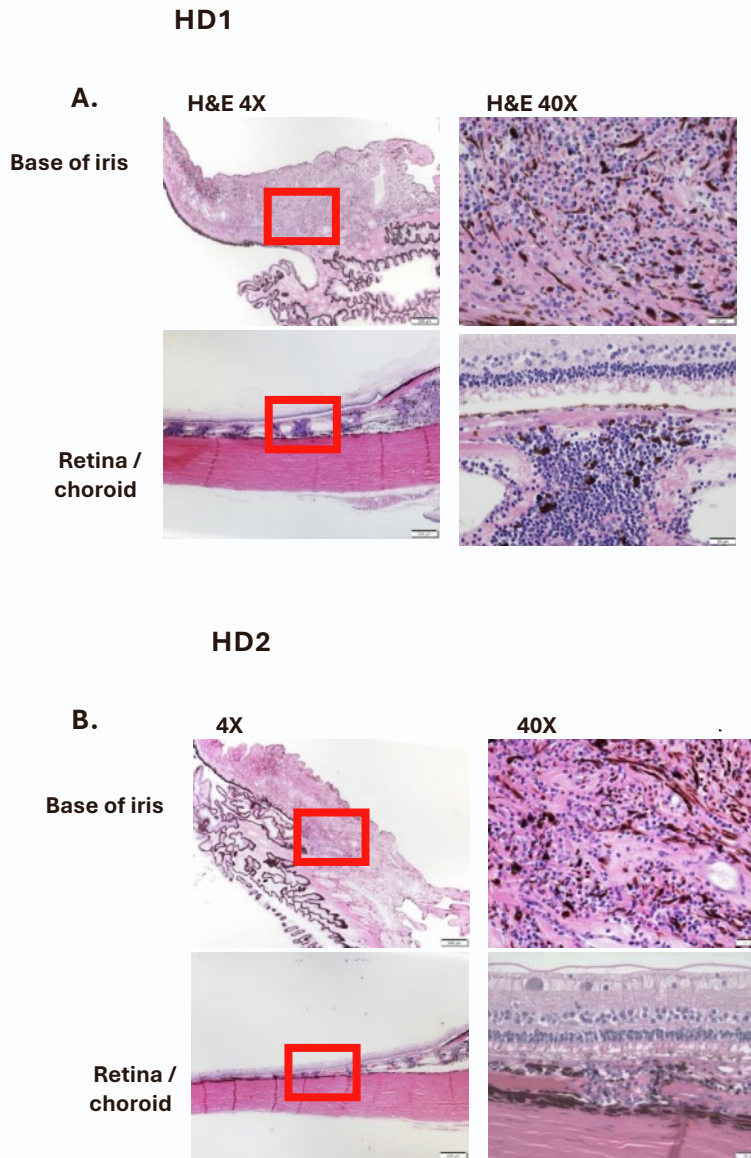 HD1
A.
H&E 4X
H&E 40X
Base of iris
Retina /
choroid
HD2
B.
4X
40X
Base of iris
Retina /
choroid